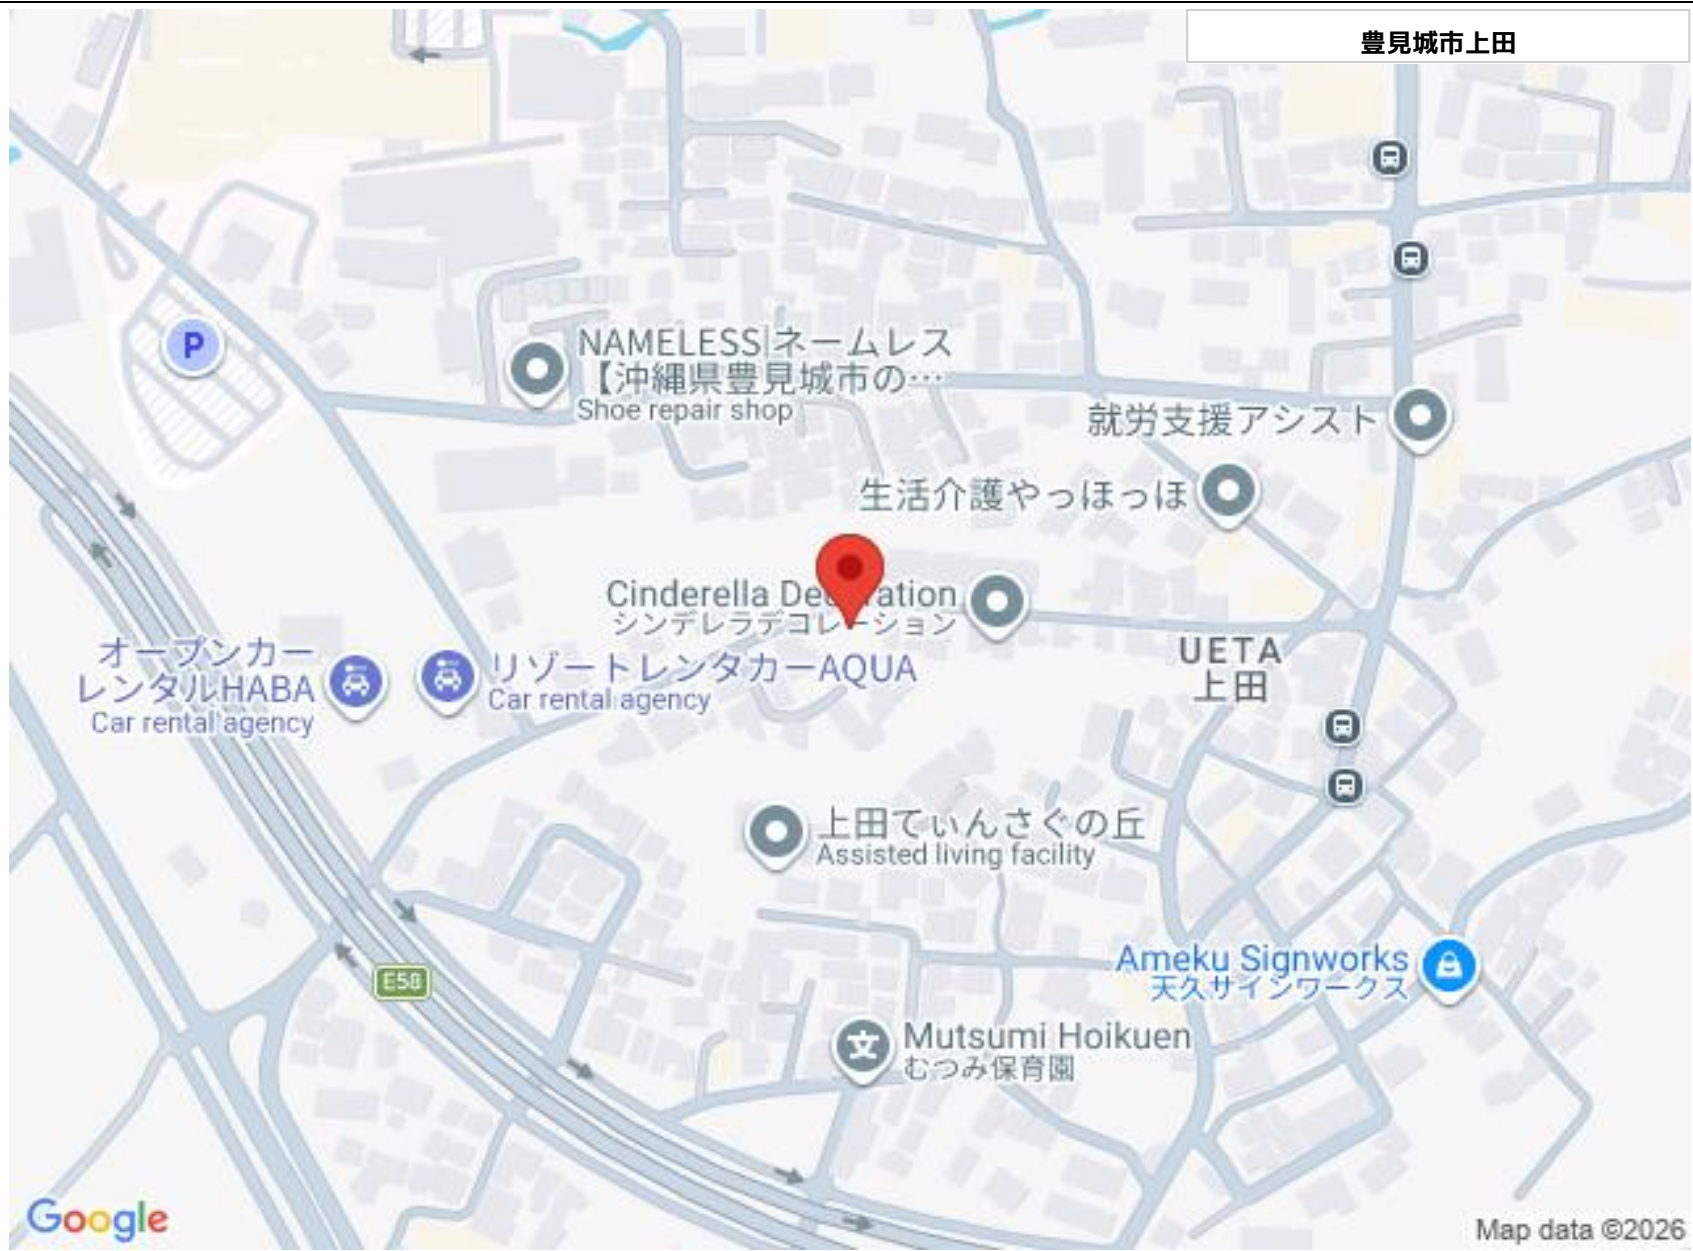 豊見城市上田
P
NAMELESS|ネームレス
【沖縄県豊見城市の…
Shoe repair shop
就労支援アシスト
生活介護やっほっほ
シンデレラデコレーション
Cinderella
UETA
上田
オープンカー
レンタルHABA
Car rental agency
リゾートレンタカーAQUA
Car rental agency
上田てぃんさぐの丘
Assisted living facility
Ameku Signworks
天久サインワークス
E58
文
Mutsumi Hoikuen
むつみ保育園
Google
Map data ©2026